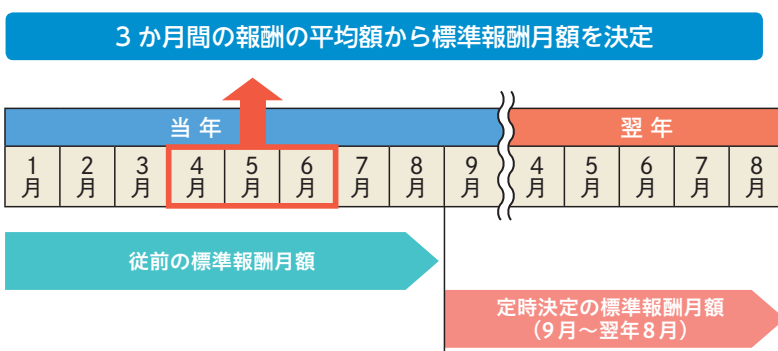 3か月間の報酬の平均額から標準報酬月額を決定
当年 翌年
1月 2月 3月 4月 5月 6月 7月 8月 9月 4月 5月 6月 7月 8月
従前の標準報酬月額
定時決定の標準報酬月額
(9月~翌年8月)